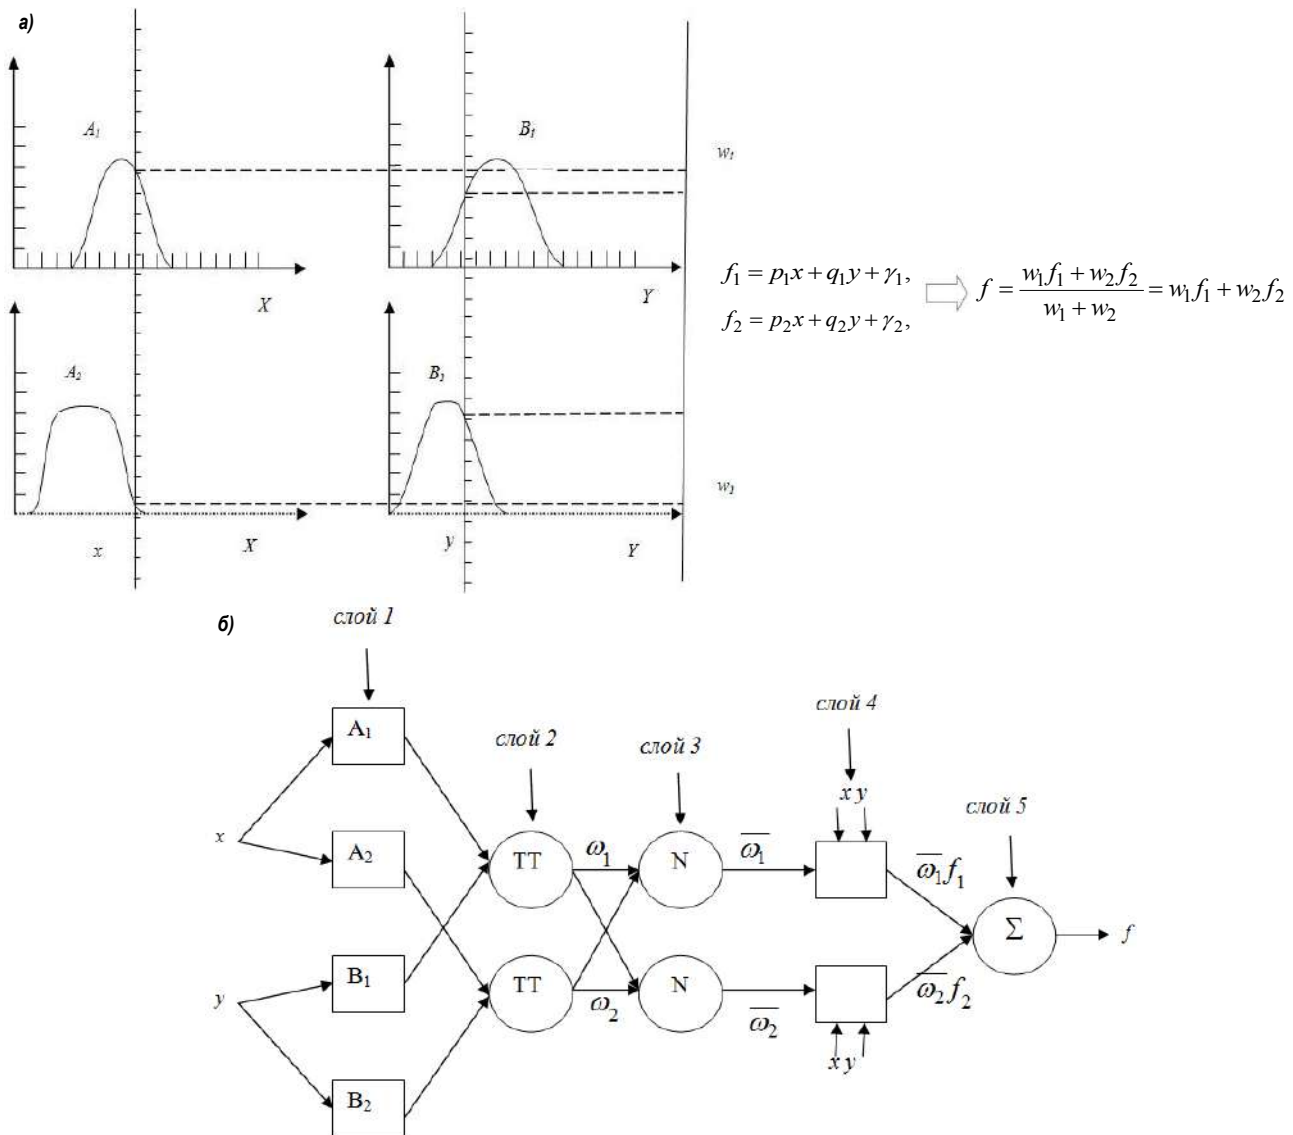 а)
A₁
B₁
w₁
X
Y
f₁ = p₁x + q₁y + γ₁,
f₂ = p₂x + q₂y + γ₂,
f = (w₁f₁ + w₂f₂) / (w₁ + w₂) = w₁f₁ + w₂f₂
A₂
B₂
w₂
x
X
y
Y
б)
слой 1
слой 2
слой 3
слой 4
слой 5
x
y
A₁
A₂
B₁
B₂
TT
TT
ω₁
ω₂
N
N
ω̅₁
ω̅₂
x y
x y
ω̅₁f₁
ω̅₂f₂
Σ
f